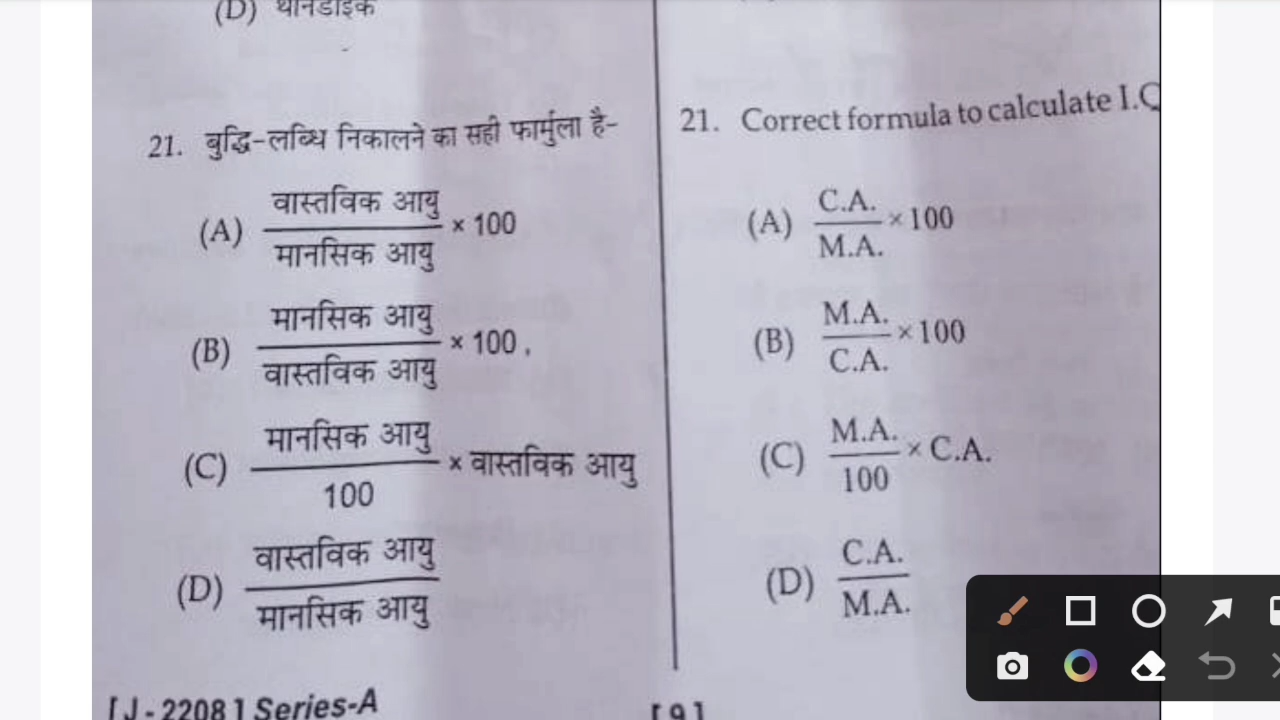 (D) थॉर्नडाइक
21. बुद्धि-लब्धि निकालने का सही फार्मुला है-
(A) वास्तविक आयु
मानसिक आयु
× 100
(B) मानसिक आयु
वास्तविक आयु
× 100 .
(C) मानसिक आयु
100
× वास्तविक आयु
(D) वास्तविक आयु
मानसिक आयु
[ J - 2208 ] Series-A
21. Correct formula to calculate I.Q
(A) C.A.
M.A.
× 100
(B) M.A.
C.A.
× 100
(C) M.A.
100
× C.A.
(D) C.A.
M.A.
[ 9 ]